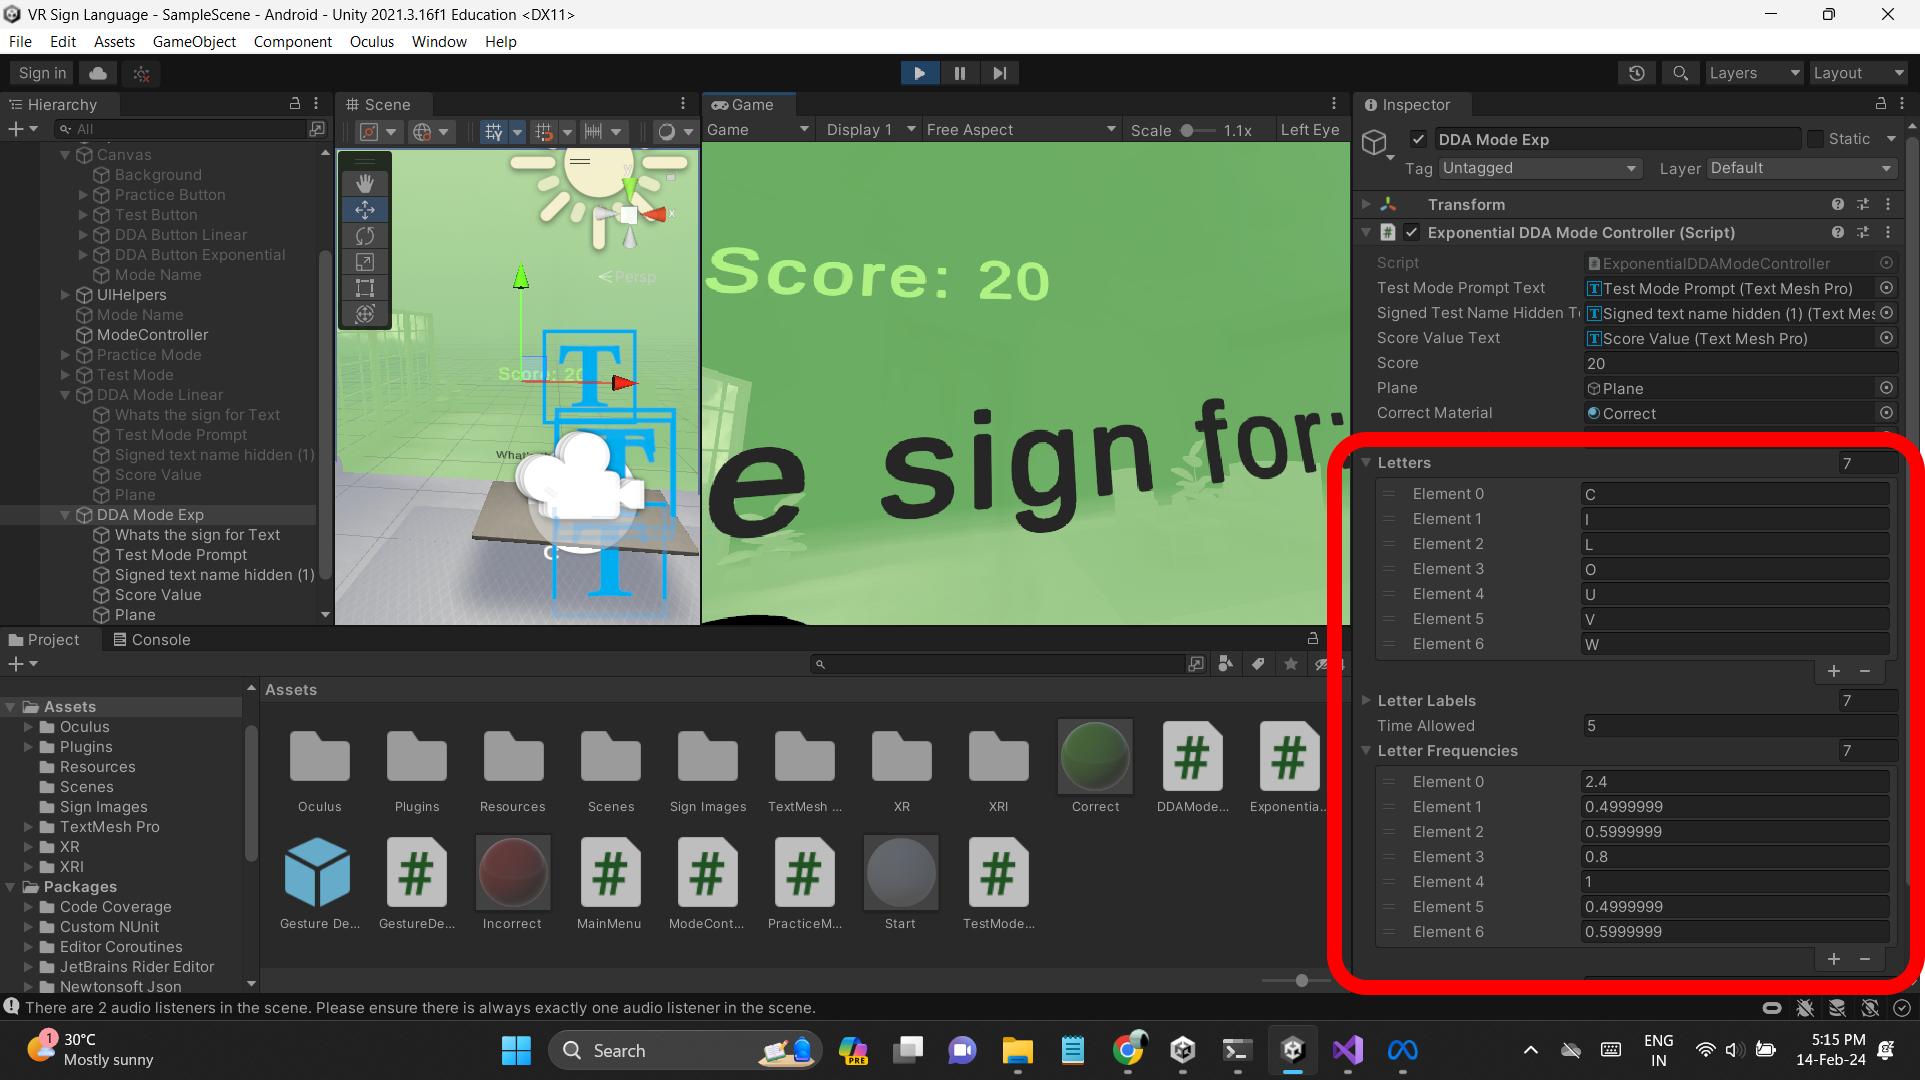 VR Sign Language - SampleScene - Android - Unity 2021.3.16f1 Education <DX11>
File Edit Assets GameObject Component Oculus Window Help
Sign in
Layers
Layout
Hierarchy
All
Canvas
Background
Practice Button
Test Button
DDA Button Linear
DDA Button Exponential
Mode Name
UIHelpers
Mode Name
ModeController
Practice Mode
Test Mode
DDA Mode Linear
Whats the sign for Text
Test Mode Prompt
Signed text name hidden (1)
Score Value
Plane
DDA Mode Exp
Whats the sign for Text
Test Mode Prompt
Signed text name hidden (1)
Score Value
Plane
Scene
y
x
Persp
Score: 20
What
T
T
T
C
Game
Game Display 1 Free Aspect Scale 1.1x Left Eye
Score: 20
e sign for:
Inspector
DDA Mode Exp
Static
Tag Untagged
Layer Default
Transform
Exponential DDA Mode Controller (Script)
Script ExponentialDDAModeController
Test Mode Prompt Text Test Mode Prompt (Text Mesh Pro)
Signed Test Name Hidden T Signed text name hidden (1) (Text Mes
Score Value Text Score Value (Text Mesh Pro)
Score 20
Plane Plane
Correct Material Correct
Letters 7
Element 0 C
Element 1 I
Element 2 L
Element 3 O
Element 4 U
Element 5 V
Element 6 W
+ −
Letter Labels 7
Time Allowed 5
Letter Frequencies 7
Element 0 2.4
Element 1 0.4999999
Element 2 0.5999999
Element 3 0.8
Element 4 1
Element 5 0.4999999
Element 6 0.5999999
+ −
Project Console
Assets
Oculus
Plugins
Resources
Scenes
Sign Images
TextMesh Pro
XR
XRI
Packages
Code Coverage
Custom NUnit
Editor Coroutines
JetBrains Rider Editor
Newtonsoft Json
Assets
Oculus Plugins Resources Scenes Sign Images TextMesh ... XR XRI Correct DDAMode... Exponentia...
Gesture De... GestureDe... Incorrect MainMenu ModeCont... PracticeM... Start TestMode...
There are 2 audio listeners in the scene. Please ensure there is always exactly one audio listener in the scene.
1
30°C
Mostly sunny
Search
PRE
ENG
IN
5:15 PM
14-Feb-24